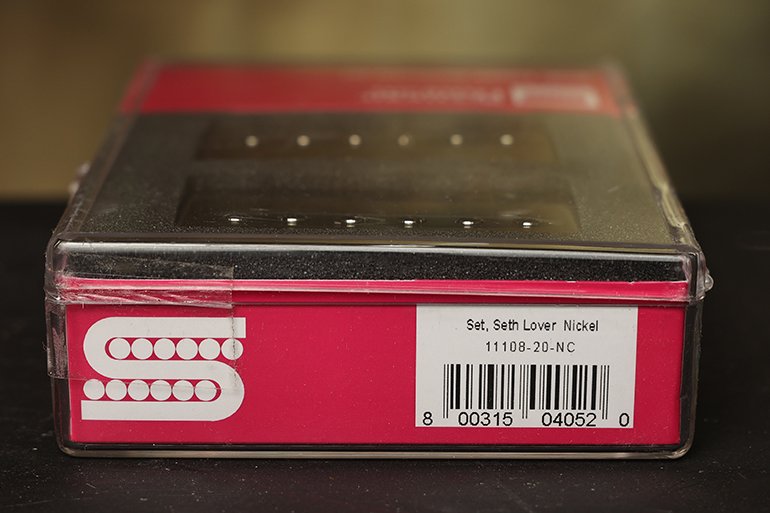 Set, Seth Lover Nickel
11108-20-NC
8 00315 04052 0